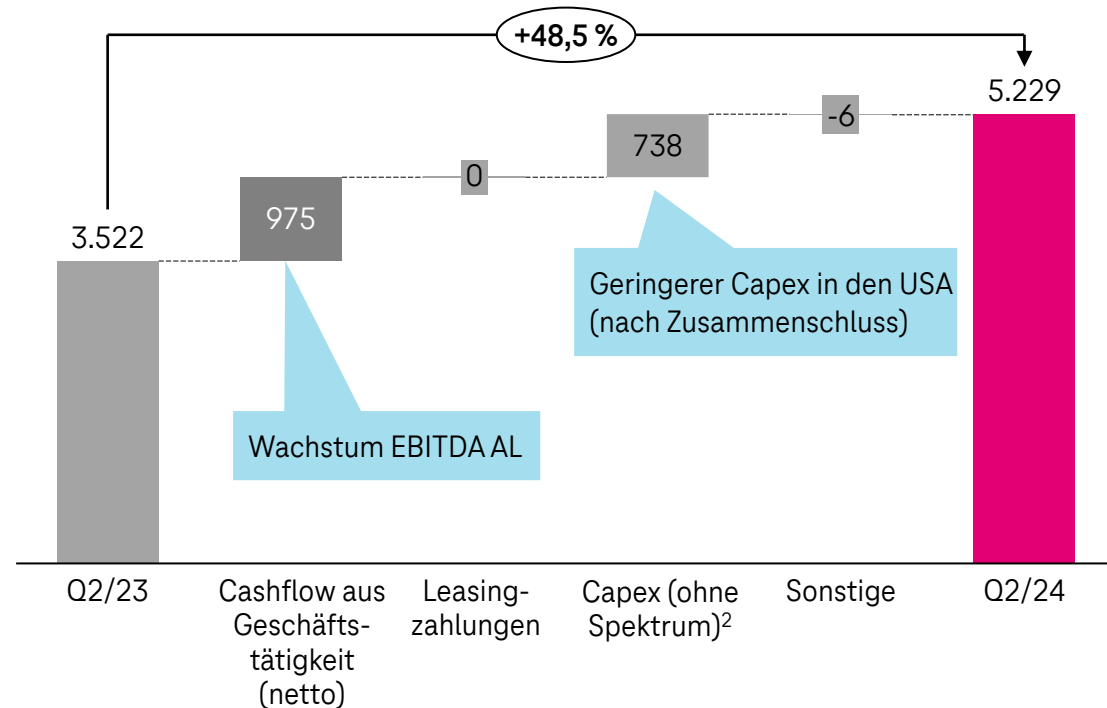 +48,5 %
5.229
-6
738
0
975
3.522
Geringerer Capex in den USA
(nach Zusammenschluss)
Wachstum EBITDA AL
Q2/23
Cashflow aus
Geschäfts-
tätigkeit
(netto)
Leasing-
zahlungen
Capex (ohne
Spektrum)²
Sonstige
Q2/24